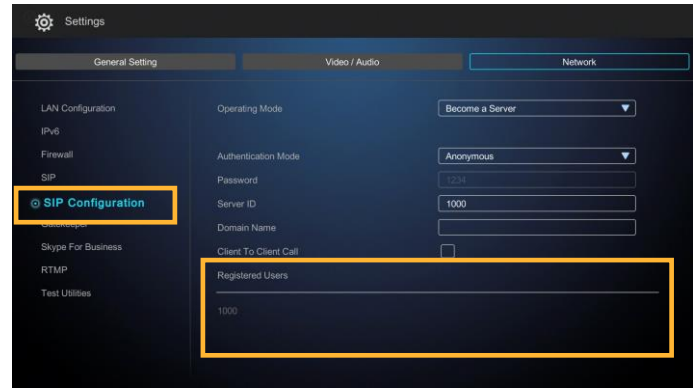 Settings
General Setting
Video / Audio
Network
LAN Configuration
IPv6
Firewall
SIP
SIP Configuration
Gatekeeper
Skype For Business
RTMP
Test Utilities
Operating Mode
Become a Server
Authentication Mode
Anonymous
Password
1234
Server ID
1000
Domain Name
Client To Client Call
Registered Users
1000